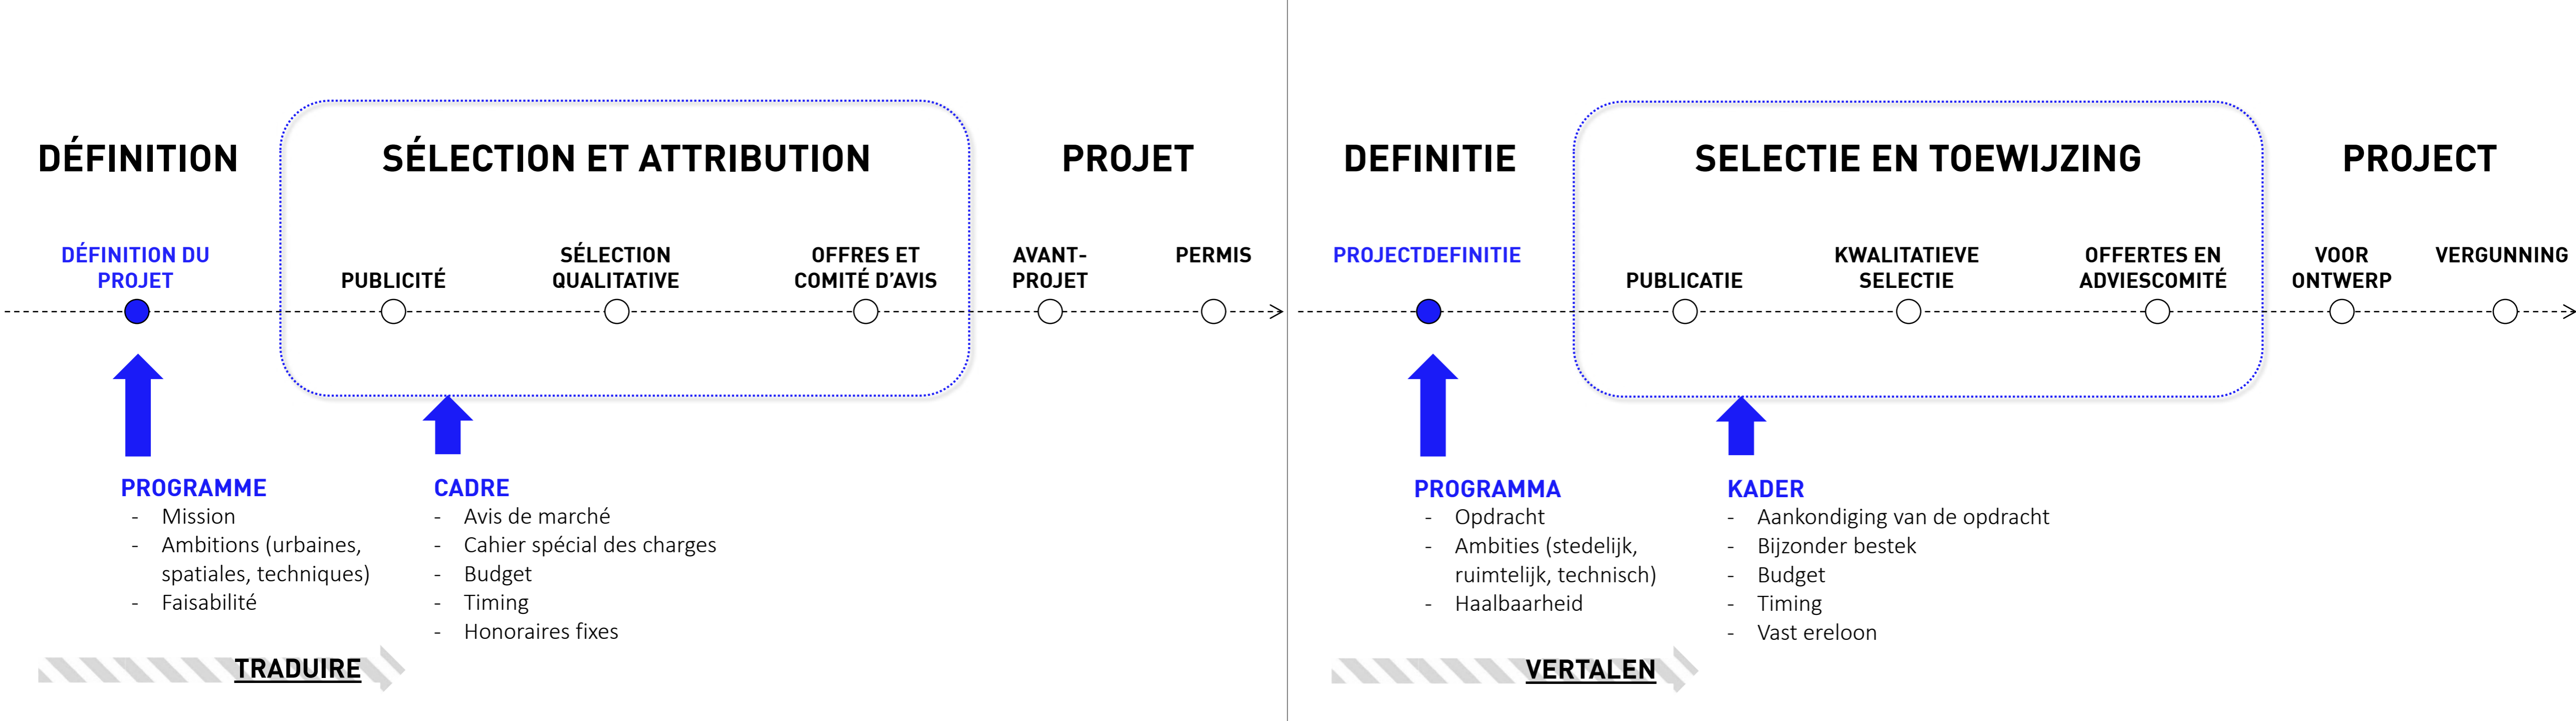 DÉFINITION
SÉLECTION ET ATTRIBUTION
PROJET
DÉFINITION DU
PROJET
PUBLICITÉ
SÉLECTION
QUALITATIVE
OFFRES ET
COMITÉ D’AVIS
AVANT-
PROJET
PERMIS
PROGRAMME
- Mission
- Ambitions (urbaines,
spatiales, techniques)
- Faisabilité
CADRE
- Avis de marché
- Cahier spécial des charges
- Budget
- Timing
- Honoraires fixes
TRADUIRE
DEFINITIE
SELECTIE EN TOEWIJZING
PROJECT
PROJECTDEFINITIE
PUBLICATIE
KWALITATIEVE
SELECTIE
OFFERTES EN
ADVIESCOMITÉ
VOOR
ONTWERP
VERGUNNING
PROGRAMMA
- Opdracht
- Ambities (stedelijk,
ruimtelijk, technisch)
- Haalbaarheid
KADER
- Aankondiging van de opdracht
- Bijzonder bestek
- Budget
- Timing
- Vast ereloon
VERTALEN